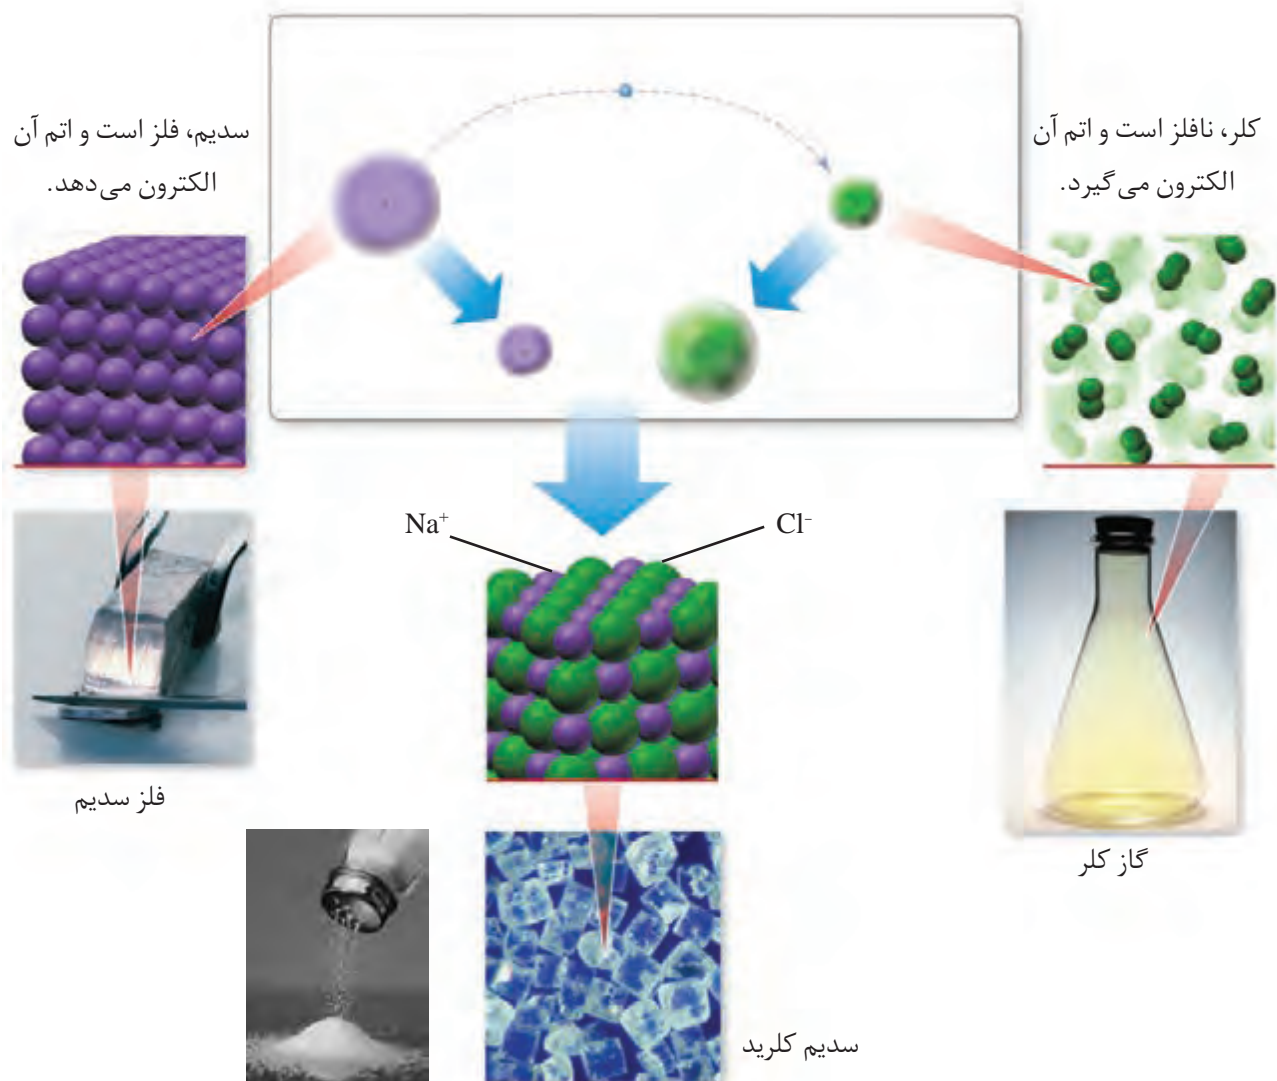 کلر، نافلز است و اتم آن
الکترون می‌گیرد.
سدیم، فلز است و اتم آن
الکترون می‌دهد.
Na⁺
Cl⁻
فلز سدیم
گاز کلر
سدیم کلرید